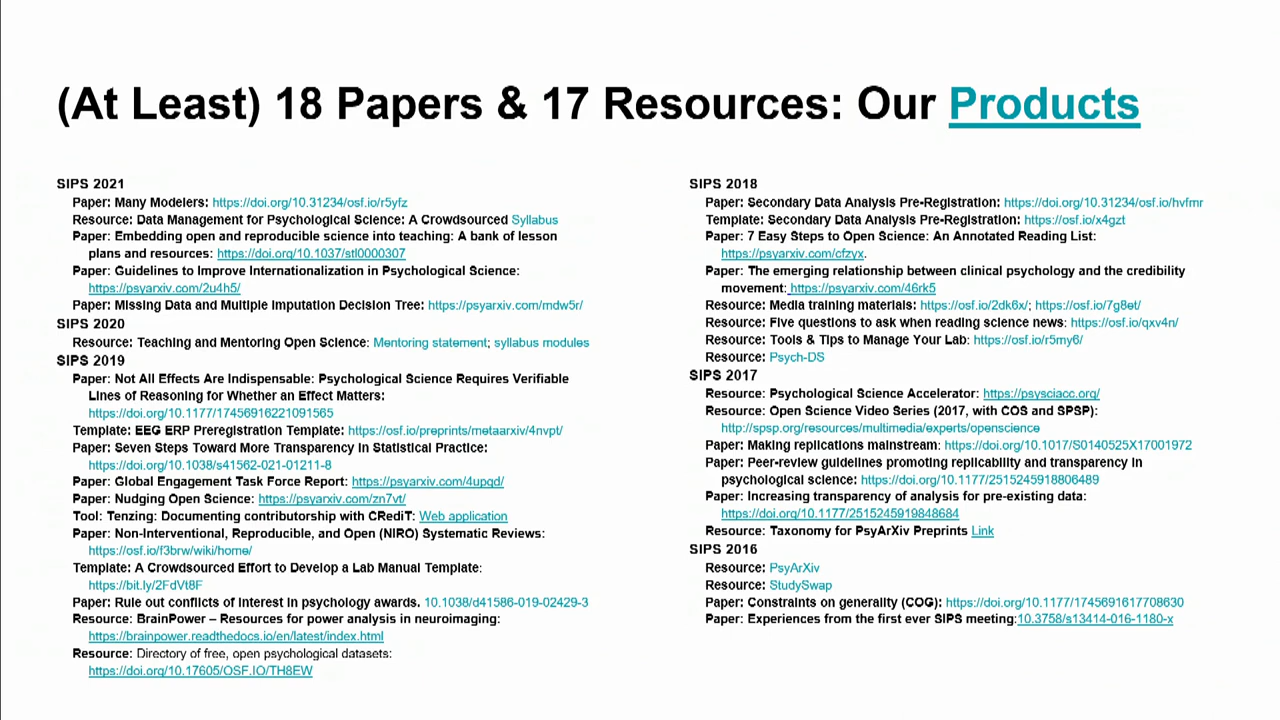 (At Least) 18 Papers & 17 Resources: Our Products
SIPS 2021
Paper: Many Modelers: https://doi.org/10.31234/osf.io/r5yfz
Resource: Data Management for Psychological Science: A Crowdsourced Syllabus
Paper: Embedding open and reproducible science into teaching: A bank of lesson
plans and resources: https://doi.org/10.1037/stl0000307
Paper: Guidelines to Improve Internationalization in Psychological Science:
https://psyarxiv.com/2u4h5/
Paper: Missing Data and Multiple Imputation Decision Tree: https://psyarxiv.com/mdw5r/
SIPS 2020
Resource: Teaching and Mentoring Open Science: Mentoring statement; syllabus modules
SIPS 2019
Paper: Not All Effects Are Indispensable: Psychological Science Requires Verifiable
Lines of Reasoning for Whether an Effect Matters:
https://doi.org/10.1177/17456916221091565
Template: EEG ERP Preregistration Template: https://osf.io/preprints/metaarxiv/4nvpt/
Paper: Seven Steps Toward More Transparency in Statistical Practice:
https://doi.org/10.1038/s41562-021-01211-8
Paper: Global Engagement Task Force Report: https://psyarxiv.com/4upqd/
Paper: Nudging Open Science: https://psyarxiv.com/zn7vt/
Tool: Tenzing: Documenting contributorship with CRediT: Web application
Paper: Non-Interventional, Reproducible, and Open (NIRO) Systematic Reviews:
https://osf.io/f3brw/wiki/home/
Template: A Crowdsourced Effort to Develop a Lab Manual Template:
https://bit.ly/2FdVt8F
Paper: Rule out conflicts of interest in psychology awards. 10.1038/d41586-019-02429-3
Resource: BrainPower – Resources for power analysis in neuroimaging:
https://brainpower.readthedocs.io/en/latest/index.html
Resource: Directory of free, open psychological datasets:
https://doi.org/10.17605/OSF.IO/TH8EW
SIPS 2018
Paper: Secondary Data Analysis Pre-Registration: https://doi.org/10.31234/osf.io/hvfmr
Template: Secondary Data Analysis Pre-Registration: https://osf.io/x4gzt
Paper: 7 Easy Steps to Open Science: An Annotated Reading List:
https://psyarxiv.com/cfzyx.
Paper: The emerging relationship between clinical psychology and the credibility
movement: https://psyarxiv.com/46rk5
Resource: Media training materials: https://osf.io/2dk6x/; https://osf.io/7g8et/
Resource: Five questions to ask when reading science news: https://osf.io/qxv4n/
Resource: Tools & Tips to Manage Your Lab: https://osf.io/r5my6/
Resource: Psych-DS
SIPS 2017
Resource: Psychological Science Accelerator: https://psysciacc.org/
Resource: Open Science Video Series (2017, with COS and SPSP):
http://spsp.org/resources/multimedia/experts/openscience
Paper: Making replications mainstream: https://doi.org/10.1017/S0140525X17001972
Paper: Peer-review guidelines promoting replicability and transparency in
psychological science: https://doi.org/10.1177/2515245918806489
Paper: Increasing transparency of analysis for pre-existing data:
https://doi.org/10.1177/2515245919848684
Resource: Taxonomy for PsyArXiv Preprints Link
SIPS 2016
Resource: PsyArXiv
Resource: StudySwap
Paper: Constraints on generality (COG): https://doi.org/10.1177/1745691617708630
Paper: Experiences from the first ever SIPS meeting:10.3758/s13414-016-1180-x